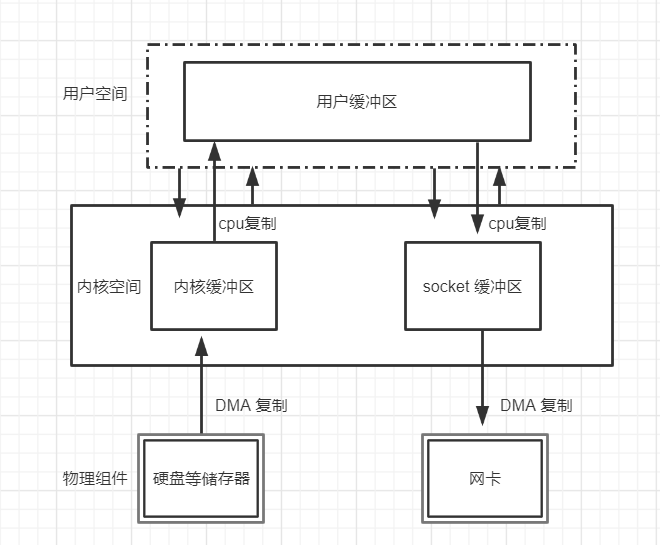 用户空间
用户缓冲区
cpu复制
cpu复制
内核空间
内核缓冲区
socket 缓冲区
DMA 复制
DMA 复制
物理组件
硬盘等储存器
网卡